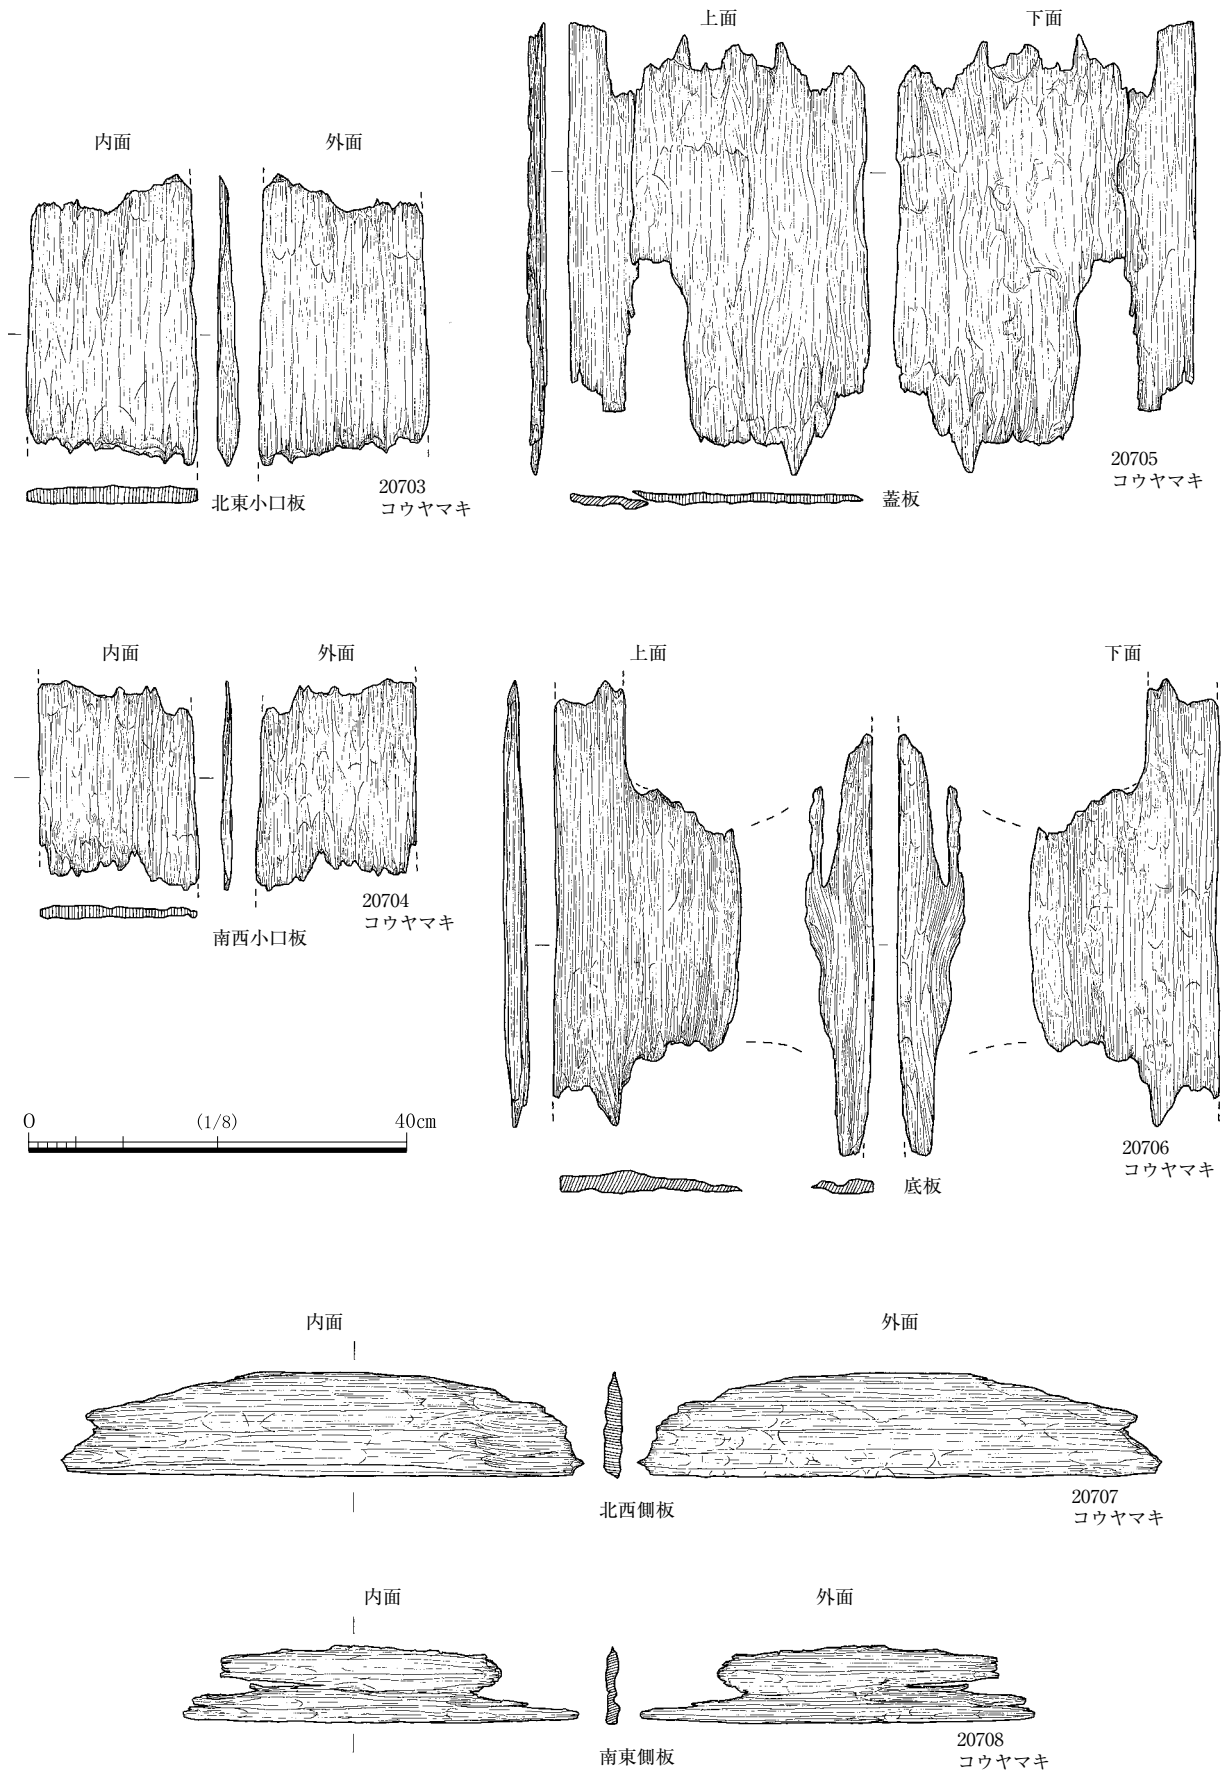 上面
下面
内面
外面
20703
コウヤマキ
北東小口板
20705
コウヤマキ
蓋板
内面
外面
上面
下面
20704
コウヤマキ
南西小口板
0 (1/8) 40cm
20706
コウヤマキ
底板
内面
外面
北西側板
20707
コウヤマキ
内面
外面
南東側板
20708
コウヤマキ